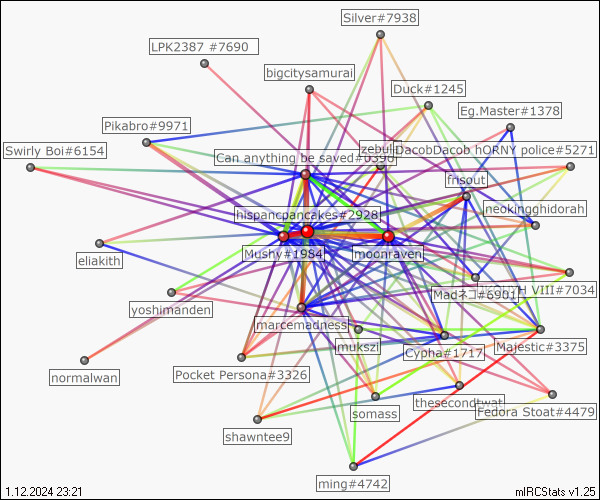 Silver#7938
LPK2387 #7690
bigcitysamurai
Duck#1245
Eg.Master#1378
Pikabro#9971
Swirly Boi#6154
zebul
DacobDacob hORNY police#5271
Can anything be saved#0396
frisout
hispancpancakes#2928
neokingghidorah
Mushy#1984
moonraven
eliakith
Madネコ#6901
VIII#7034
yoshimanden
marcemadness
mukszi
Cypha#1717
Majestic#3375
normalwan
Pocket Persona#3326
somass
thesecondtwat
Fedora Stoat#4479
shawntee9
ming#4742
1.12.2024 23:21
mIRCStats v1.25